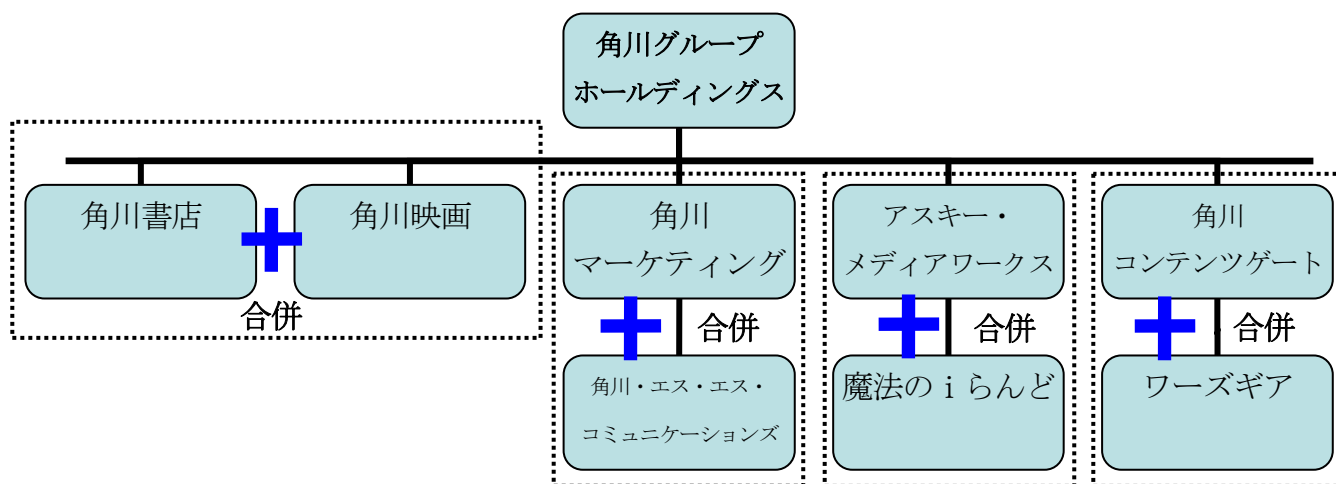 角川グループ
ホールディングス
角川書店
角川映画
合併
角川
マーケティング
合併
角川・エス・エス・
コミュニケーションズ
アスキー・
メディアワークス
合併
魔法のｉらんど
角川
コンテンツゲート
合併
ワーズギア